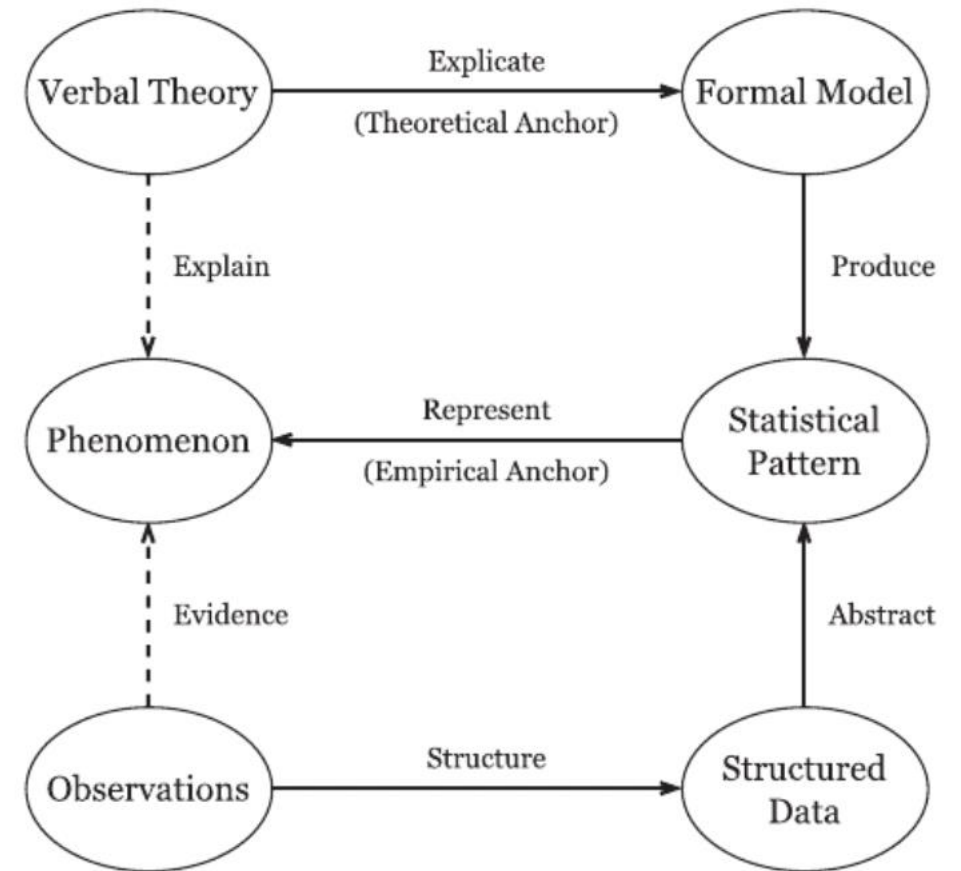 Explicate
Verbal Theory
Formal Model
(Theoretical Anchor)
Explain
Produce
Represent
Phenomenon
Statistical
Pattern
(Empirical Anchor)
Evidence
Abstract
Structure
Observations
Structured
Data